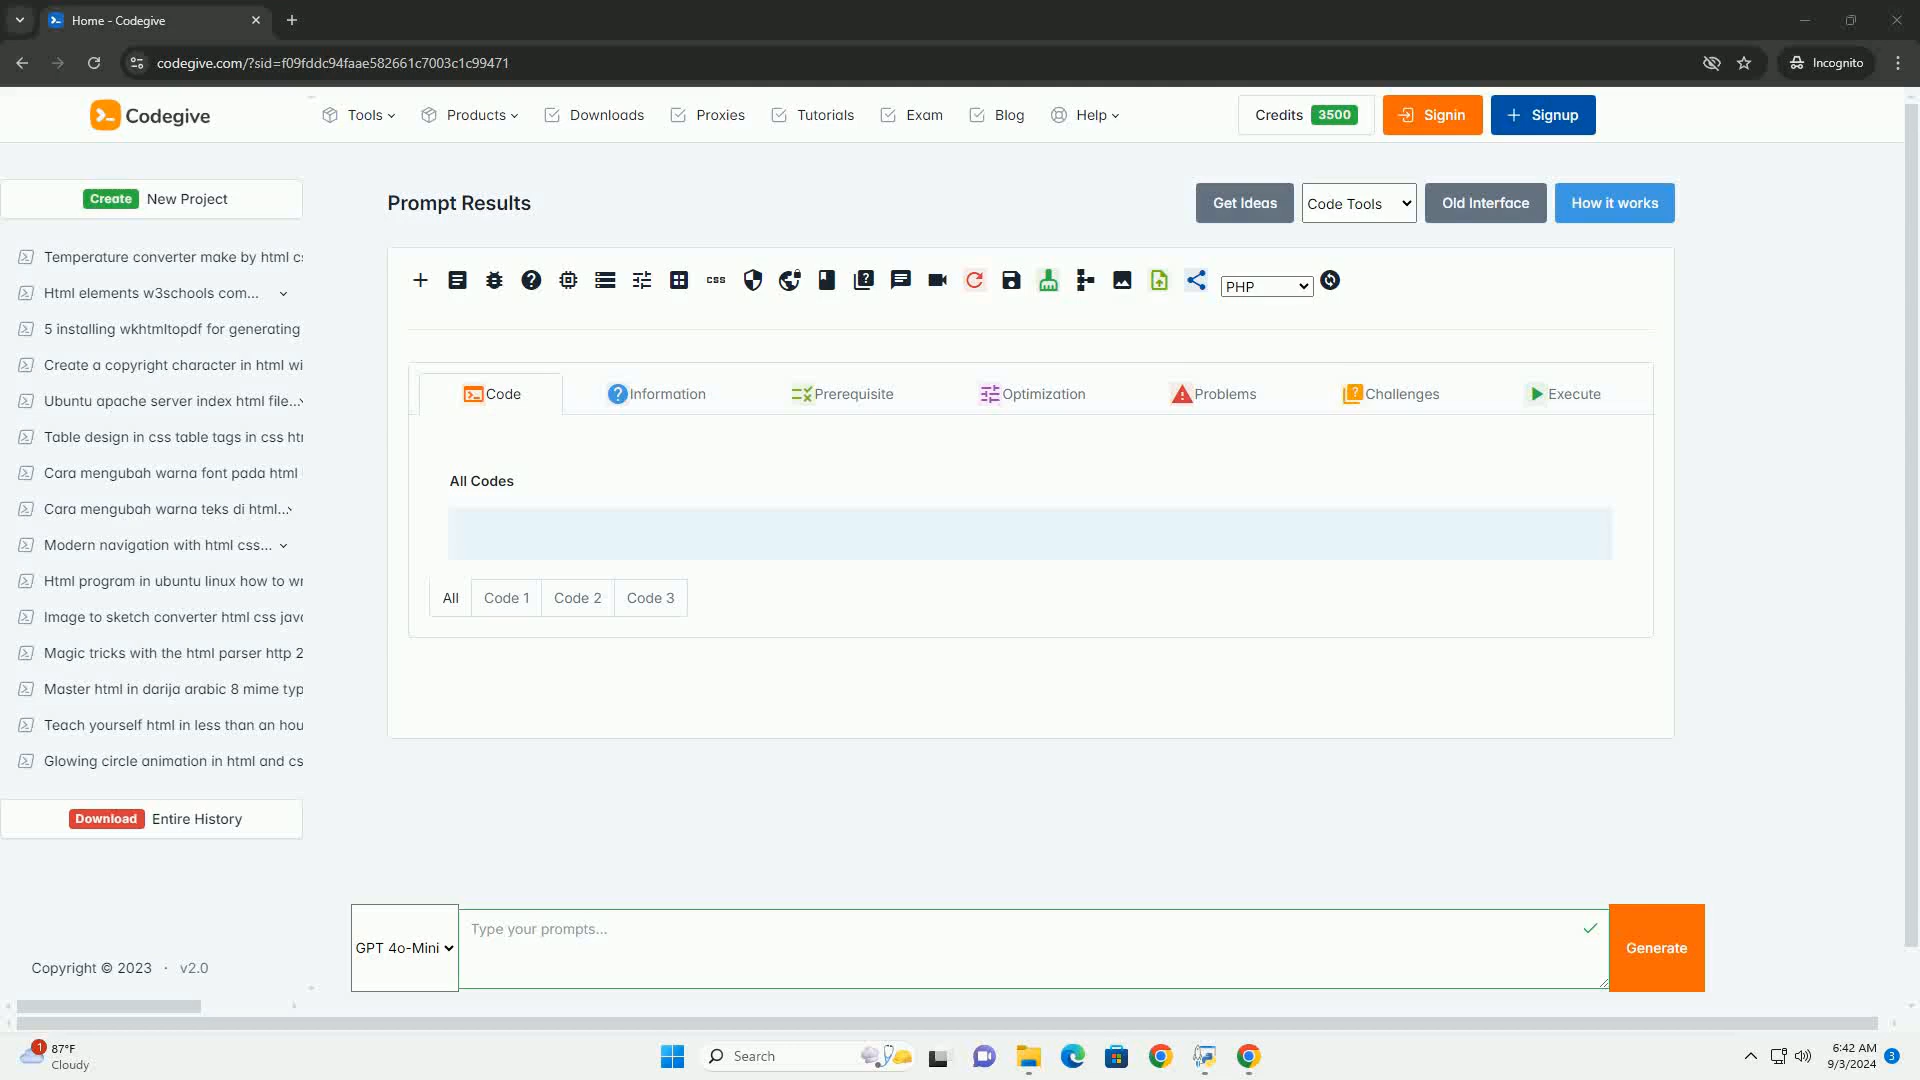 Home - Codegive
codegive.com/?sid=f09fddc94faae582661c7003c1c99471
Incognito
Codegive
Tools
Products
Downloads
Proxies
Tutorials
Exam
Blog
Help
Credits 3500
Signin
Signup
Create New Project
Temperature converter make by html cs
Html elements w3schools com...
5 installing wkhtmltopdf for generating
Create a copyright character in html wi
Ubuntu apache server index html file...
Table design in css table tags in css htr
Cara mengubah warna font pada html
Cara mengubah warna teks di html...
Modern navigation with html css...
Html program in ubuntu linux how to wr
Image to sketch converter html css java
Magic tricks with the html parser http 2
Master html in darija arabic 8 mime typ
Teach yourself html in less than an hou
Glowing circle animation in html and cs
Download Entire History
Copyright © 2023 · v2.0
Prompt Results
Get Ideas
Code Tools
Old Interface
How it works
css
PHP
Code
Information
Prerequisite
Optimization
Problems
Challenges
Execute
All Codes
All
Code 1
Code 2
Code 3
GPT 4o-Mini
Type your prompts...
Generate
1
87°F
Cloudy
Search
6:42 AM
9/3/2024
3